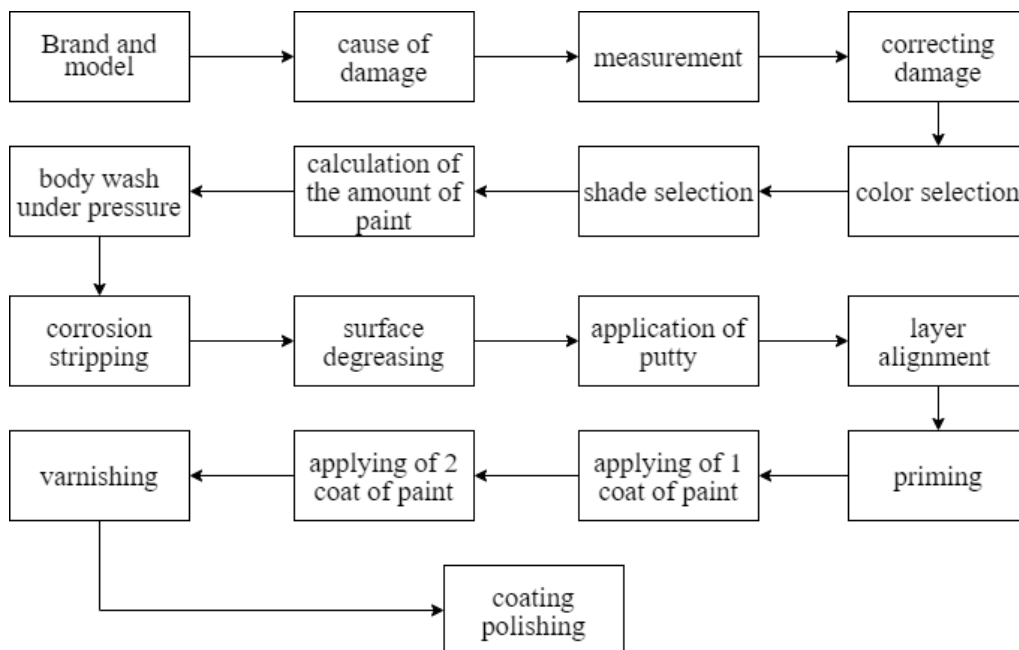 Brand and
model
cause of
damage
measurement
correcting
damage
body wash
under pressure
calculation of
the amount of
paint
shade selection
color selection
corrosion
stripping
surface
degreasing
application of
putty
layer
alignment
varnishing
applying of 2
coat of paint
applying of 1
coat of paint
priming
coating
polishing